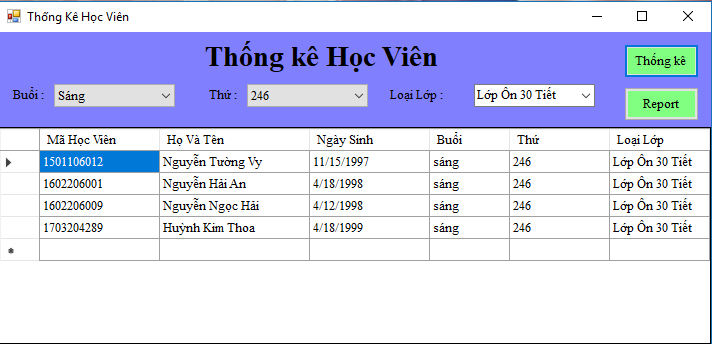 Thống Kê Học Viên
Thống kê Học Viên
Thống kê
Buổi : Sáng Thứ : 246 Loại Lớp : Lớp Ôn 30 Tiết
Report
Mã Học Viên Họ Và Tên Ngày Sinh Buổi Thứ Loại Lớp
1501106012 Nguyễn Tường Vy 11/15/1997 sáng 246 Lớp Ôn 30 Tiết
1602206001 Nguyễn Hải An 4/18/1998 sáng 246 Lớp Ôn 30 Tiết
1602206009 Nguyễn Ngọc Hải 4/12/1998 sáng 246 Lớp Ôn 30 Tiết
1703204289 Huỳnh Kim Thoa 4/18/1999 sáng 246 Lớp Ôn 30 Tiết